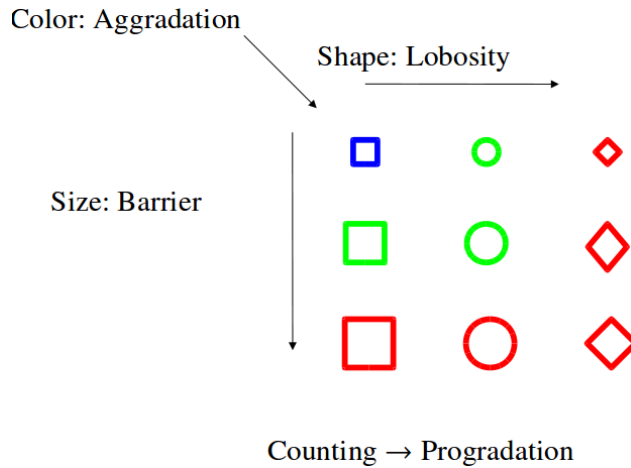 Color: Aggradation
Shape: Lobosity
Size: Barrier
Counting → Progradation